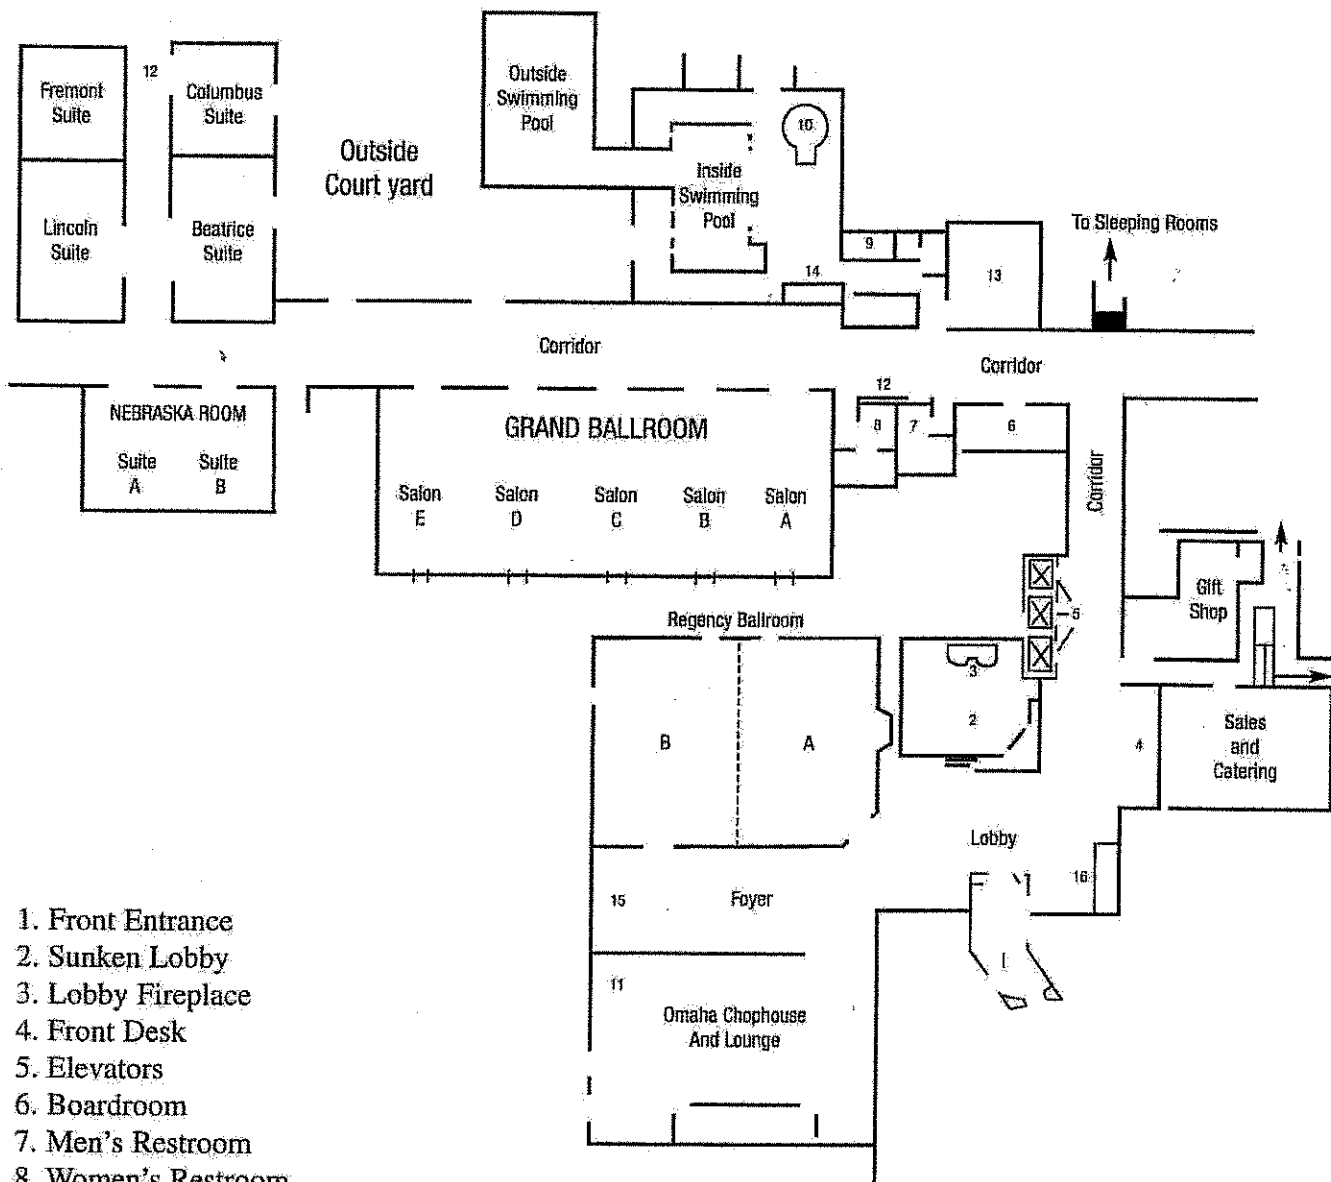 Fremont
Suite
12
Columbus
Suite
Lincoln
Suite
Beatrice
Suite
Outside
Court yard
Outside
Swimming
Pool
Inside
Swimming
Pool
10
9
14
13
To Sleeping Rooms
Corridor
Corridor
NEBRASKA ROOM
Suite
A
Suite
B
GRAND BALLROOM
Salon
E
Salon
D
Salon
C
Salon
B
Salon
A
12
8
7
6
Corridor
5
Gift
Shop
Regency Ballroom
B
A
3
2
4
Sales
and
Catering
Lobby
16
15
Foyer
1
11
Omaha Chophouse
And Lounge
1. Front Entrance
2. Sunken Lobby
3. Lobby Fireplace
4. Front Desk
5. Elevators
6. Boardroom
7. Men's Restroom
8. Women's Restroom